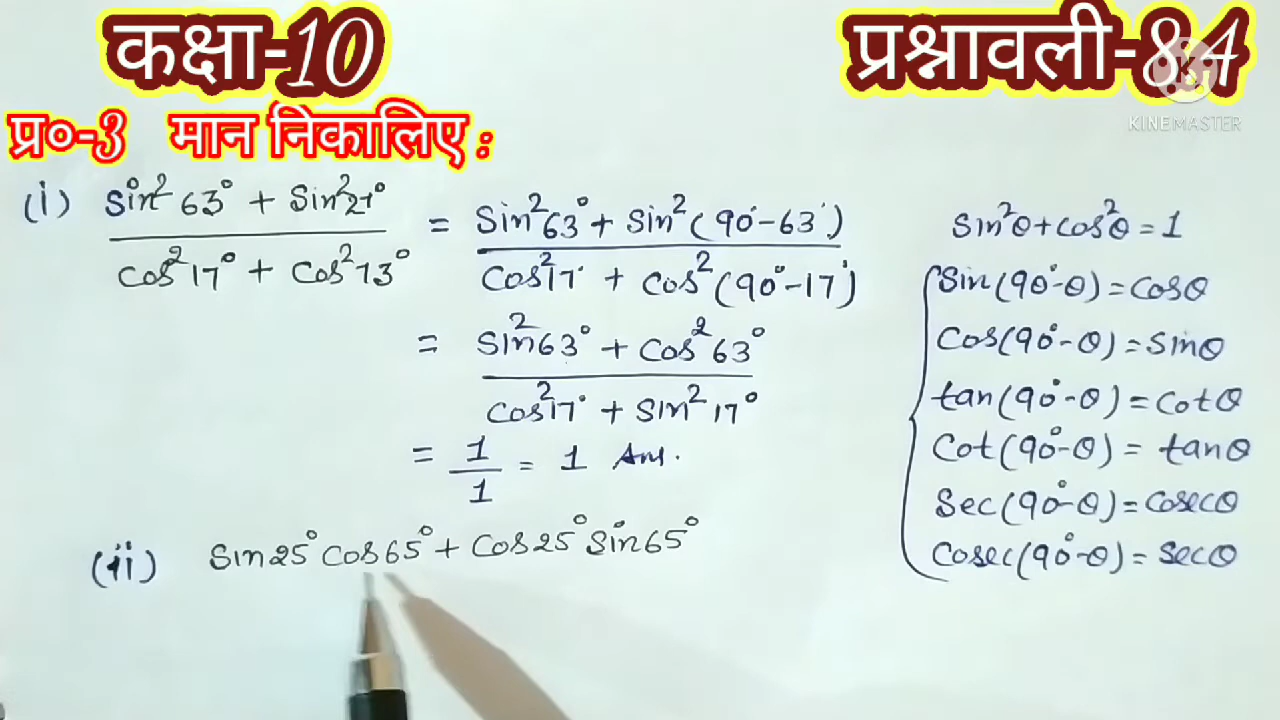 कक्षा-10 प्रश्नावली-8.4
KINEMASTER
प्र०-3 मान निकालिए :
(i) Sin²63° + Sin²27° / Cos²17° + Cos²73° = Sin²63° + Sin²(90°-63°) / Cos²17° + Cos²(90°-17°)
= Sin²63° + Cos²63° / Cos²17° + Sin²17°
= 1/1 = 1 Ans.
(ii) Sin25° Cos65° + Cos25° Sin65°
Sin²θ+cos²θ=1
Sin(90°-θ)=Cosθ
Cos(90°-θ)=Sinθ
tan(90°-θ)=Cotθ
Cot(90°-θ)= tanθ
Sec(90°-θ)=Cosecθ
Cosec(90°-θ)=Secθ